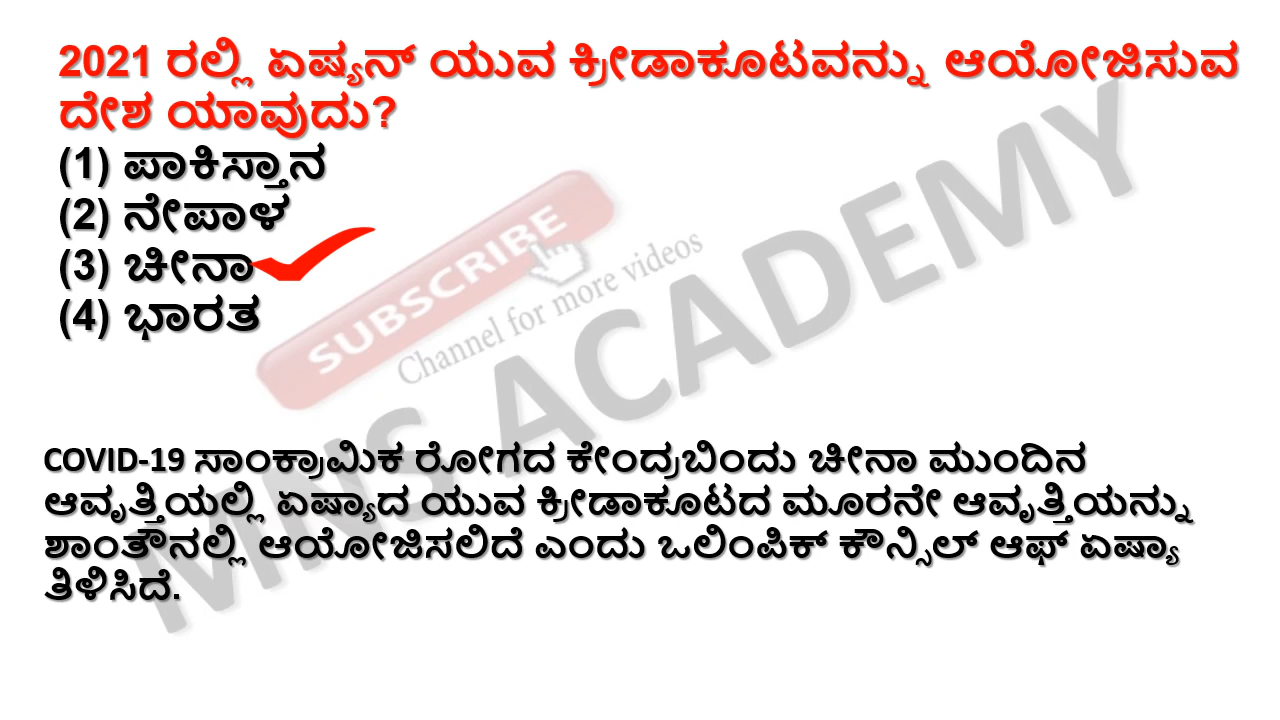 2021 ರಲ್ಲಿ ಏಷ್ಯನ್ ಯುವ ಕ್ರೀಡಾಕೂಟವನ್ನು ಆಯೋಜಿಸುವ
ದೇಶ ಯಾವುದು?
(1) ಪಾಕಿಸ್ತಾನ
(2) ನೇಪಾಳ
(3) ಚೀನಾ
(4) ಭಾರತ
SUBSCRIBE
Channel for more videos
MNS ACADEMY
COVID-19 ಸಾಂಕ್ರಾಮಿಕ ರೋಗದ ಕೇಂದ್ರಬಿಂದು ಚೀನಾ ಮುಂದಿನ
ಆವೃತ್ತಿಯಲ್ಲಿ ಏಷ್ಯಾದ ಯುವ ಕ್ರೀಡಾಕೂಟದ ಮೂರನೇ ಆವೃತ್ತಿಯನ್ನು
ಶಾಂತೌನಲ್ಲಿ ಆಯೋಜಿಸಲಿದೆ ಎಂದು ಒಲಿಂಪಿಕ್ ಕೌನ್ಸಿಲ್ ಆಫ್ ಏಷ್ಯಾ
ತಿಳಿಸಿದೆ.